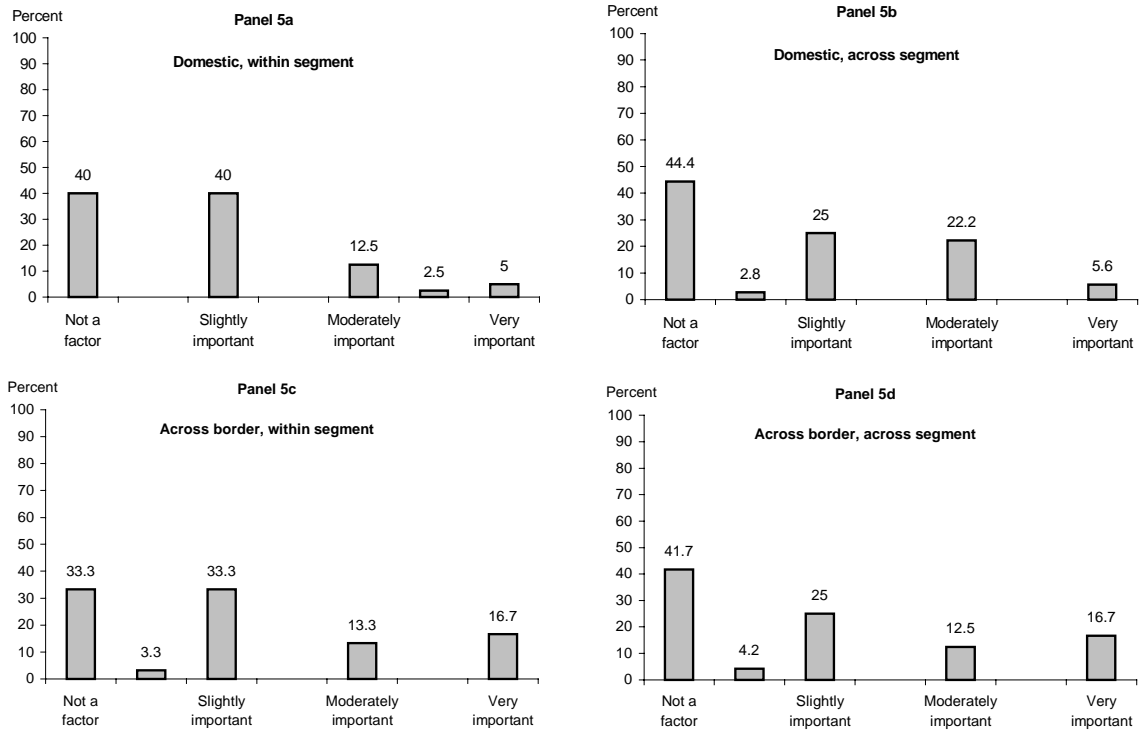 Percent
Panel 5a
Domestic, within segment
100
90
80
70
60
50
40
30
20
10
0
40
40
12.5
2.5
5
Not a factor
Slightly important
Moderately important
Very important
Panel 5b
Percent
Domestic, across segment
100
90
80
70
60
50
40
30
20
10
0
44.4
2.8
25
22.2
5.6
Not a factor
Slightly important
Moderately important
Very important
Percent
Panel 5c
Across border, within segment
100
90
80
70
60
50
40
30
20
10
0
33.3
3.3
33.3
13.3
16.7
Not a factor
Slightly important
Moderately important
Very important
Percent
Panel 5d
Across border, across segment
100
90
80
70
60
50
40
30
20
10
0
41.7
4.2
25
12.5
16.7
Not a factor
Slightly important
Moderately important
Very important